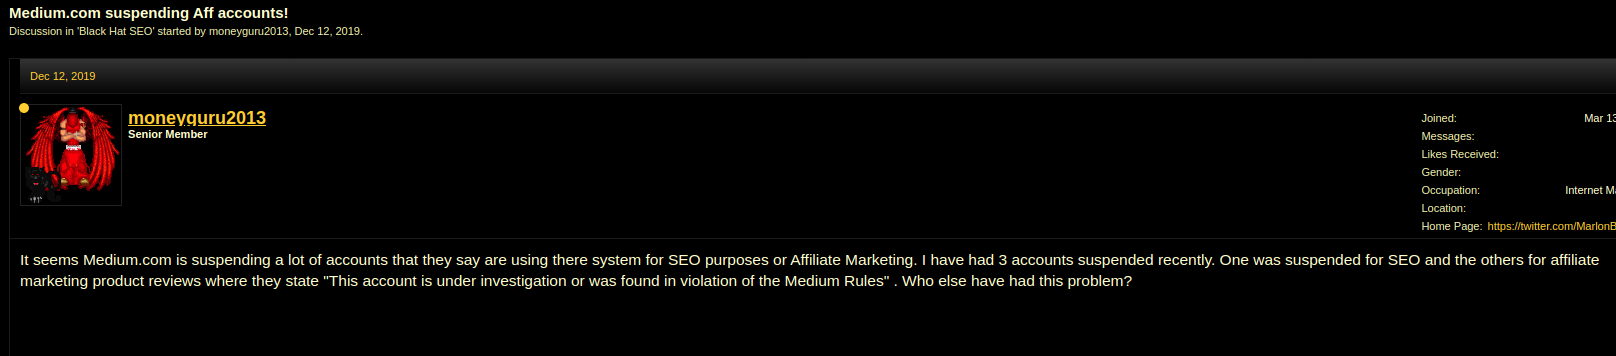 Medium.com suspending Aff accounts!
Discussion in 'Black Hat SEO' started by moneyguru2013, Dec 12, 2019.
Dec 12, 2019
moneyguru2013
Senior Member
Joined: Mar 13
Messages:
Likes Received:
Gender:
Occupation: Internet Ma
Location:
Home Page: https://twitter.com/MarlonB
It seems Medium.com is suspending a lot of accounts that they say are using there system for SEO purposes or Affiliate Marketing. I have had 3 accounts suspended recently. One was suspended for SEO and the others for affiliate
marketing product reviews where they state "This account is under investigation or was found in violation of the Medium Rules" . Who else have had this problem?